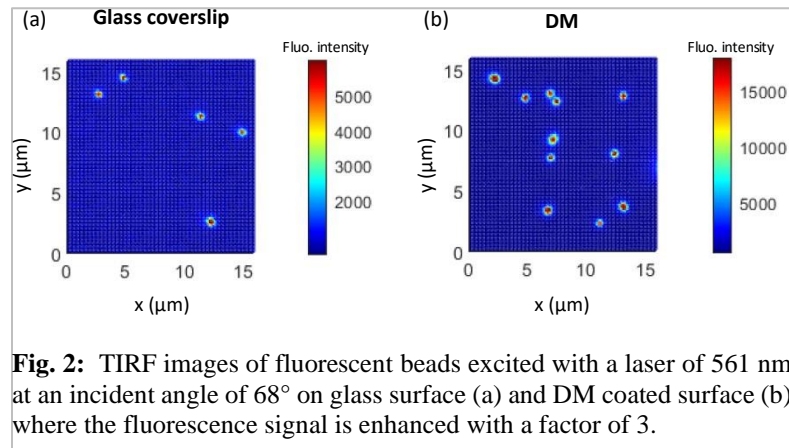 (a) Glass coverslip
Fluo. intensity
15
10
5
0
0 5 10 15
y (μm)
x (μm)
5000
4000
3000
2000
(b) DM
Fluo. intensity
15
10
5
0
0 5 10 15
y (μm)
x (μm)
15000
10000
5000
Fig. 2: TIRF images of fluorescent beads excited with a laser of 561 nm
at an incident angle of 68° on glass surface (a) and DM coated surface (b)
where the fluorescence signal is enhanced with a factor of 3.